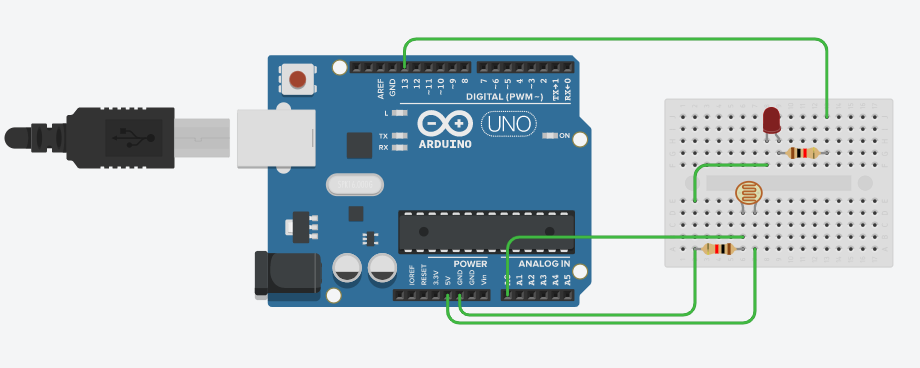 AREF
GND
13
12
~11
~10
~9
8
7
~6
~5
4
~3
2
TX→1
RX←0
DIGITAL (PWM~)
L
TX
RX
UNO
ON
ARDUINO
POWER
ANALOG IN
IOREF
RESET
3.3V
5V
GND
GND
Vin
A0
A1
A2
A3
A4
A5